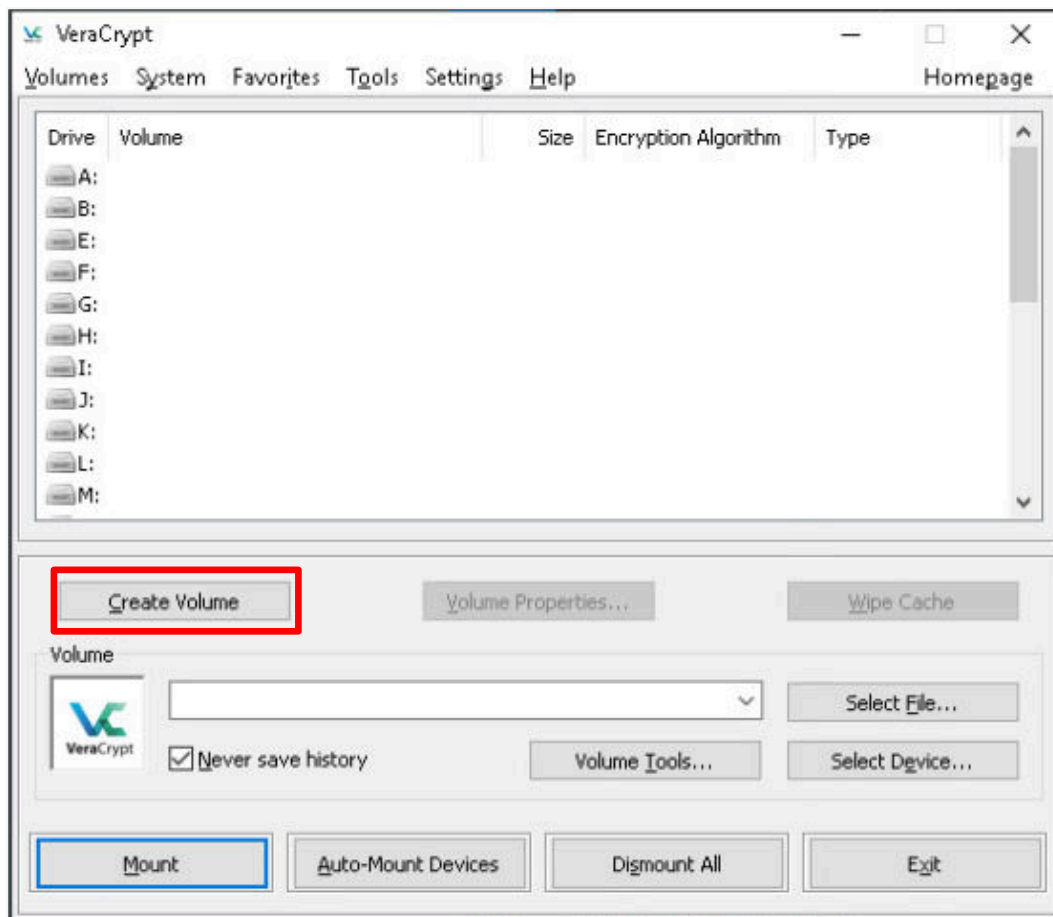 VeraCrypt
Volumes System Favorites Tools Settings Help Homepage
Drive Volume Size Encryption Algorithm Type
A:
B:
E:
F:
G:
H:
I:
J:
K:
L:
M:
Create Volume Volume Properties... Wipe Cache
Volume
VeraCrypt
Select File...
Never save history Volume Tools... Select Device...
Mount Auto-Mount Devices Dismount All Exit